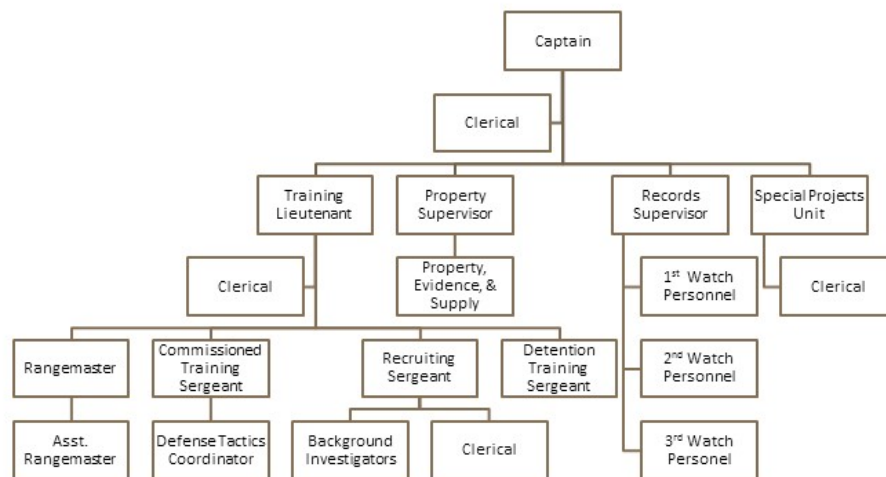 Captain
Clerical
Training
Lieutenant
Property
Supervisor
Records
Supervisor
Special Projects
Unit
Clerical
Property,
Evidence, &
Supply
1st Watch
Personnel
Clerical
Rangemaster
Commissioned
Training
Sergeant
Recruiting
Sergeant
Detention
Training
Sergeant
2nd Watch
Personnel
Asst.
Rangemaster
Defense Tactics
Coordinator
Background
Investigators
Clerical
3rd Watch
Personel